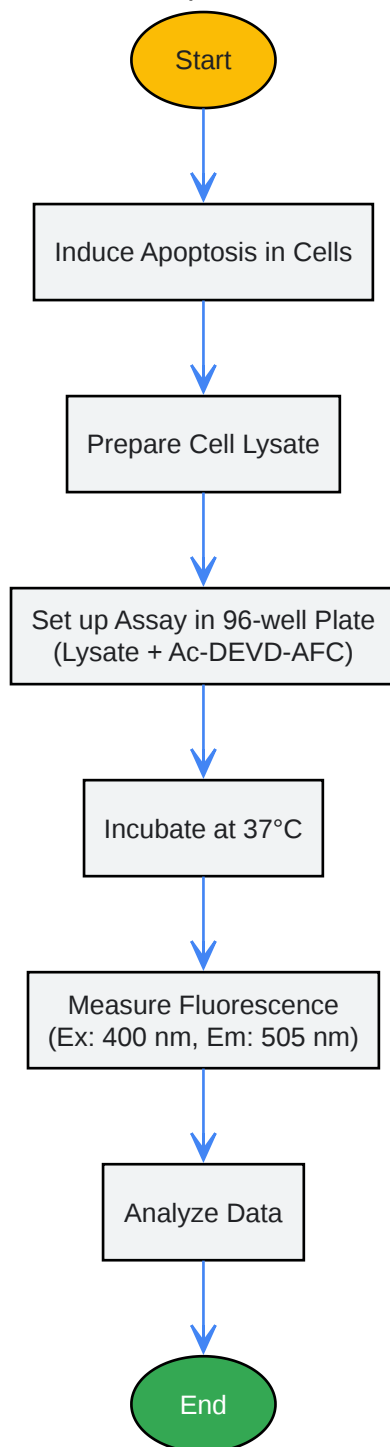 Start
Induce Apoptosis in Cells
Prepare Cell Lysate
Set up Assay in 96-well Plate
(Lysate + Ac-DEVD-AFC)
Incubate at 37°C
Measure Fluorescence
(Ex: 400 nm, Em: 505 nm)
Analyze Data
End